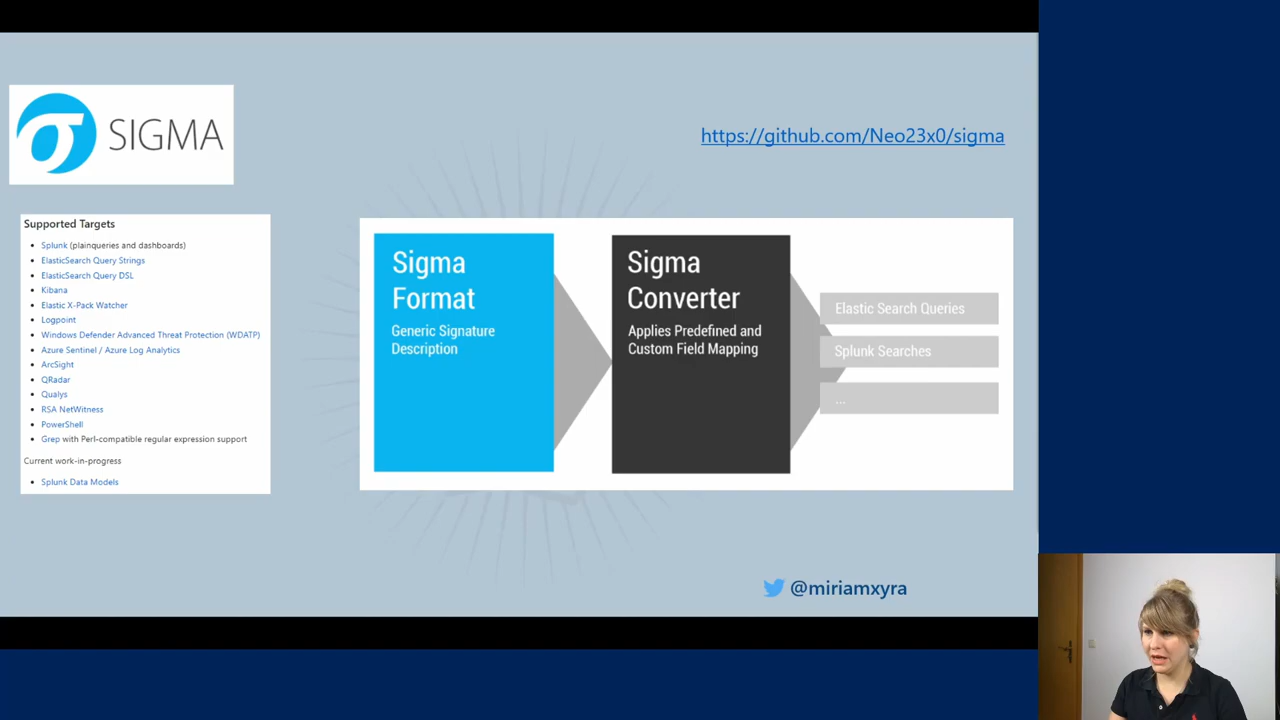 SIGMA
https://github.com/Neo23x0/sigma
Supported Targets
• Splunk (plainqueries and dashboards)
• ElasticSearch Query Strings
• ElasticSearch Query DSL
• Kibana
• Elastic X-Pack Watcher
• Logpoint
• Windows Defender Advanced Threat Protection (WDATP)
• Azure Sentinel / Azure Log Analytics
• ArcSight
• QRadar
• Qualys
• RSA NetWitness
• PowerShell
• Grep with Perl-compatible regular expression support
Current work-in-progress
• Splunk Data Models
Sigma
Format
Generic Signature
Description
Sigma
Converter
Applies Predefined and
Custom Field Mapping
Elastic Search Queries
Splunk Searches
...
@miriamxyra